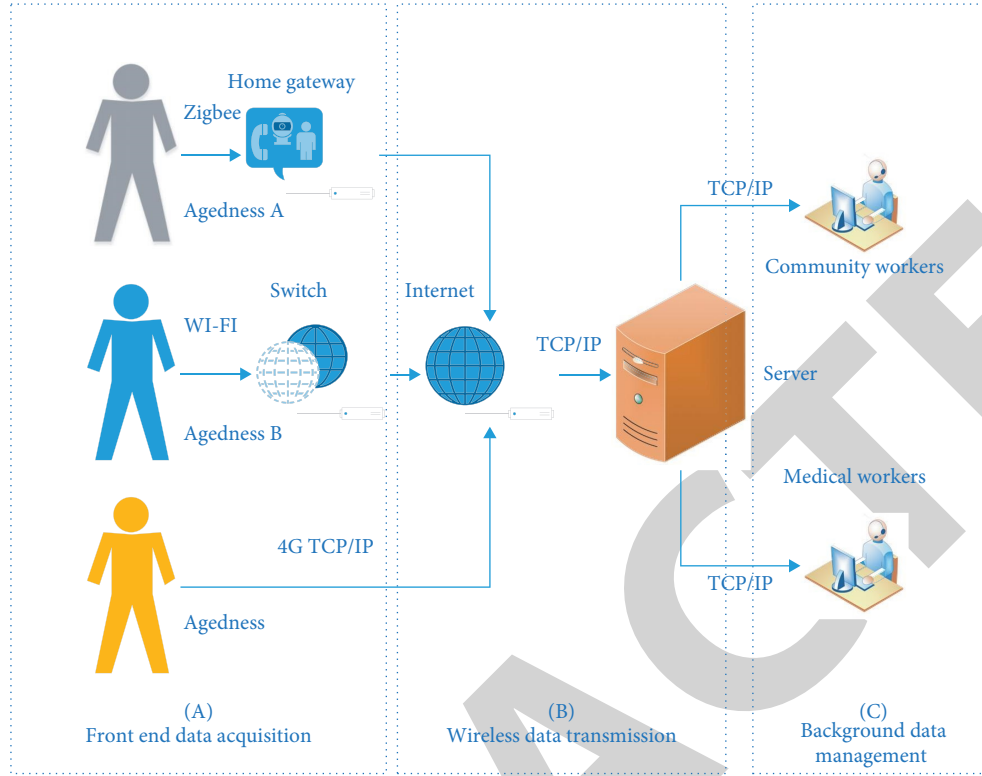 Home gateway
Zigbee
Agedness A
Switch
WI-FI
Agedness B
4G TCP/IP
Agedness
(A)
Front end data acquisition
Internet
TCP/IP
(B)
Wireless data transmission
TCP/IP
Community workers
Server
Medical workers
TCP/IP
(C)
Background data
management